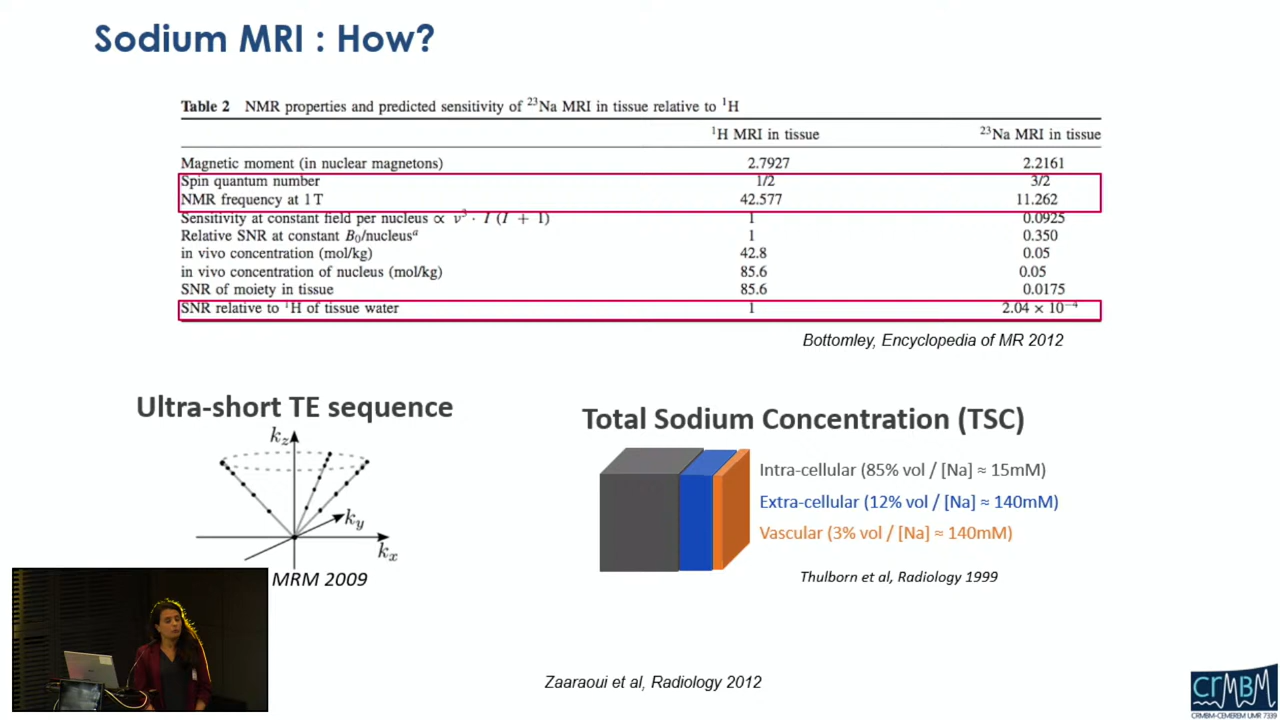 Sodium MRI : How?
Table 2 NMR properties and predicted sensitivity of ²³Na MRI in tissue relative to ¹H
¹H MRI in tissue ²³Na MRI in tissue
Magnetic moment (in nuclear magnetons) 2.7927 2.2161
Spin quantum number 1/2 3/2
NMR frequency at 1 T 42.577 11.262
Sensitivity at constant field per nucleus ∝ ν³ · I (I + 1) 1 0.0925
Relative SNR at constant B₀/nucleusᵃ 1 0.350
in vivo concentration (mol/kg) 42.8 0.05
in vivo concentration of nucleus (mol/kg) 85.6 0.05
SNR of moiety in tissue 85.6 0.0175
SNR relative to ¹H of tissue water 1 2.04 × 10⁻⁴
Bottomley, Encyclopedia of MR 2012
Ultra-short TE sequence
k_z
k_y
k_x
MRM 2009
Total Sodium Concentration (TSC)
Intra-cellular (85% vol / [Na] ≈ 15mM)
Extra-cellular (12% vol / [Na] ≈ 140mM)
Vascular (3% vol / [Na] ≈ 140mM)
Thulborn et al, Radiology 1999
Zaaraoui et al, Radiology 2012
CRMBM
CRMBM-CEMEREM UMR 7339